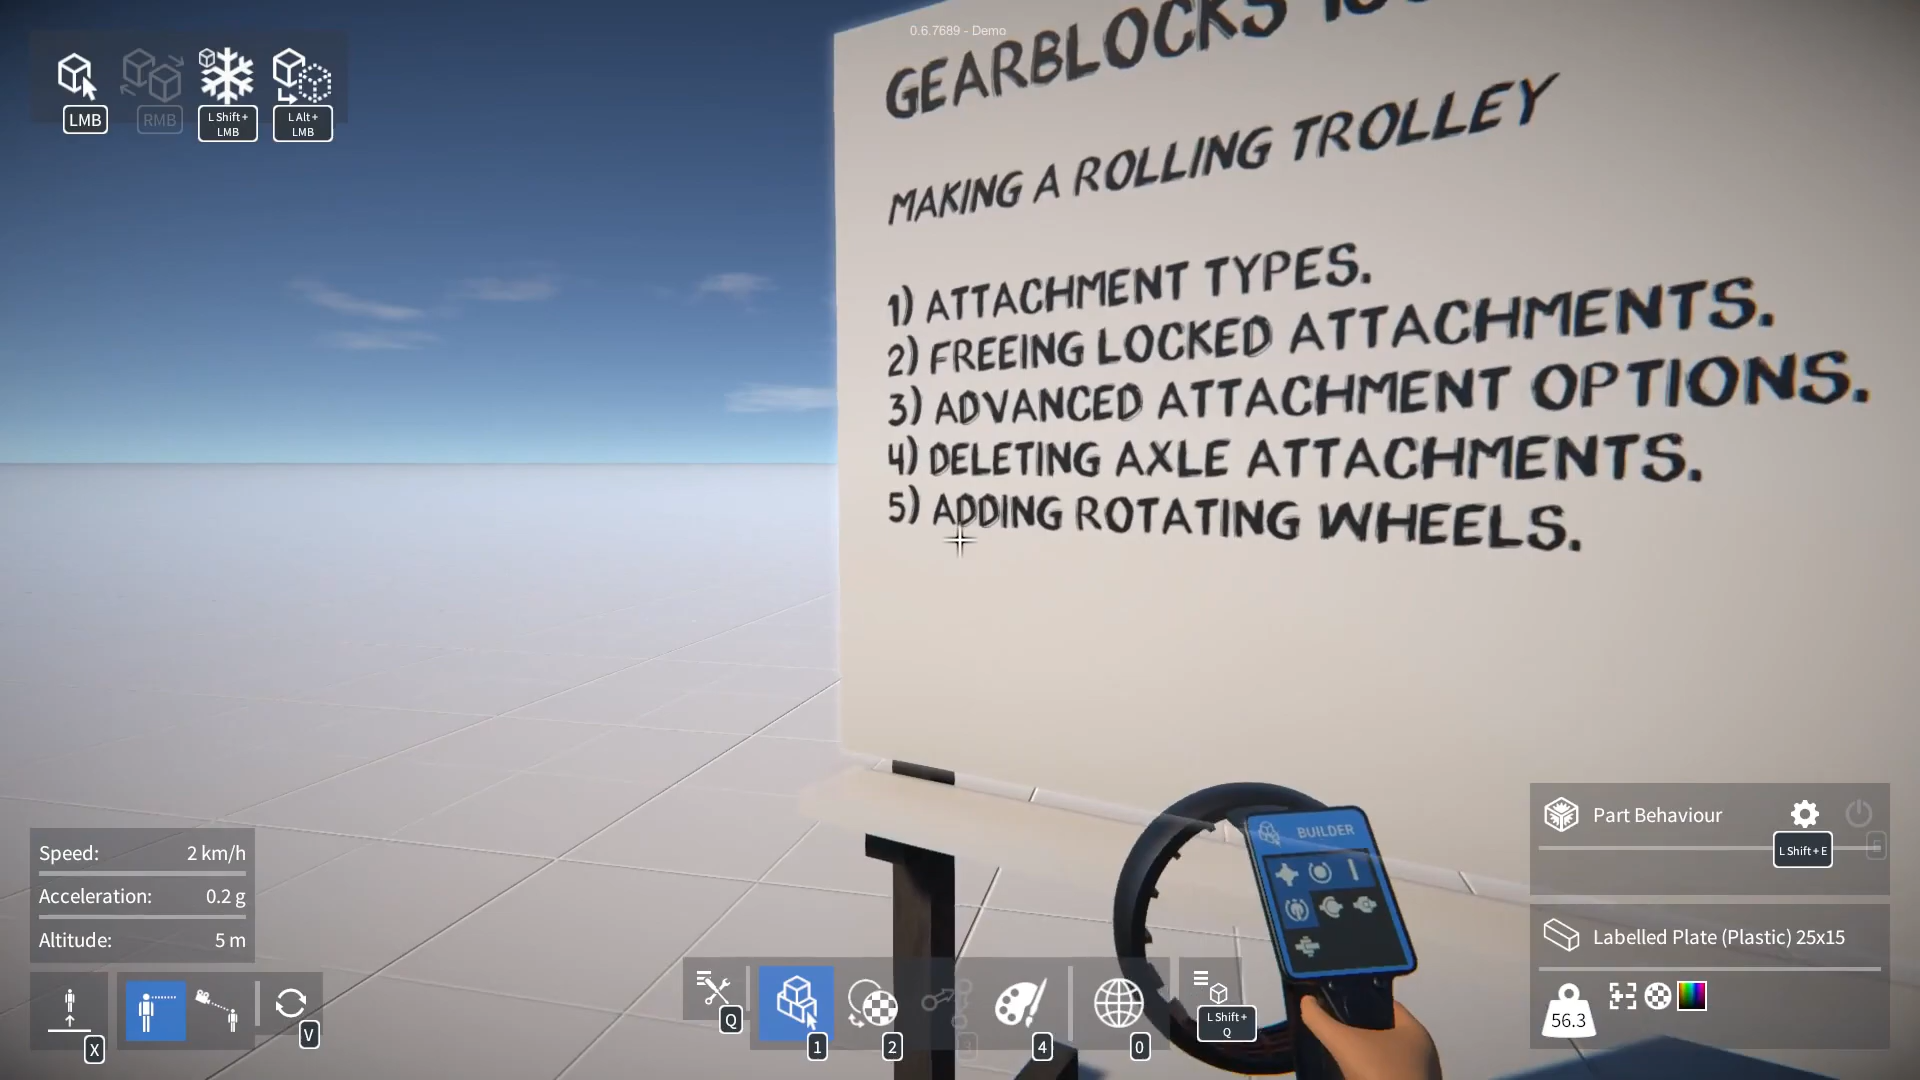 0.6.7689 - Demo
GEARBLOCKS
MAKING A ROLLING TROLLEY
1) ATTACHMENT TYPES.
2) FREEING LOCKED ATTACHMENTS.
3) ADVANCED ATTACHMENT OPTIONS.
4) DELETING AXLE ATTACHMENTS.
5) ADDING ROTATING WHEELS.
LMB
RMB
L Shift+
LMB
L Alt+
LMB
BUILDER
Part Behaviour
L Shift+E
Speed: 2 km/h
Acceleration: 0.2 g
Altitude: 5 m
Labelled Plate (Plastic) 25x15
56.3
X
V
Q
1
2
4
0
L Shift+
Q